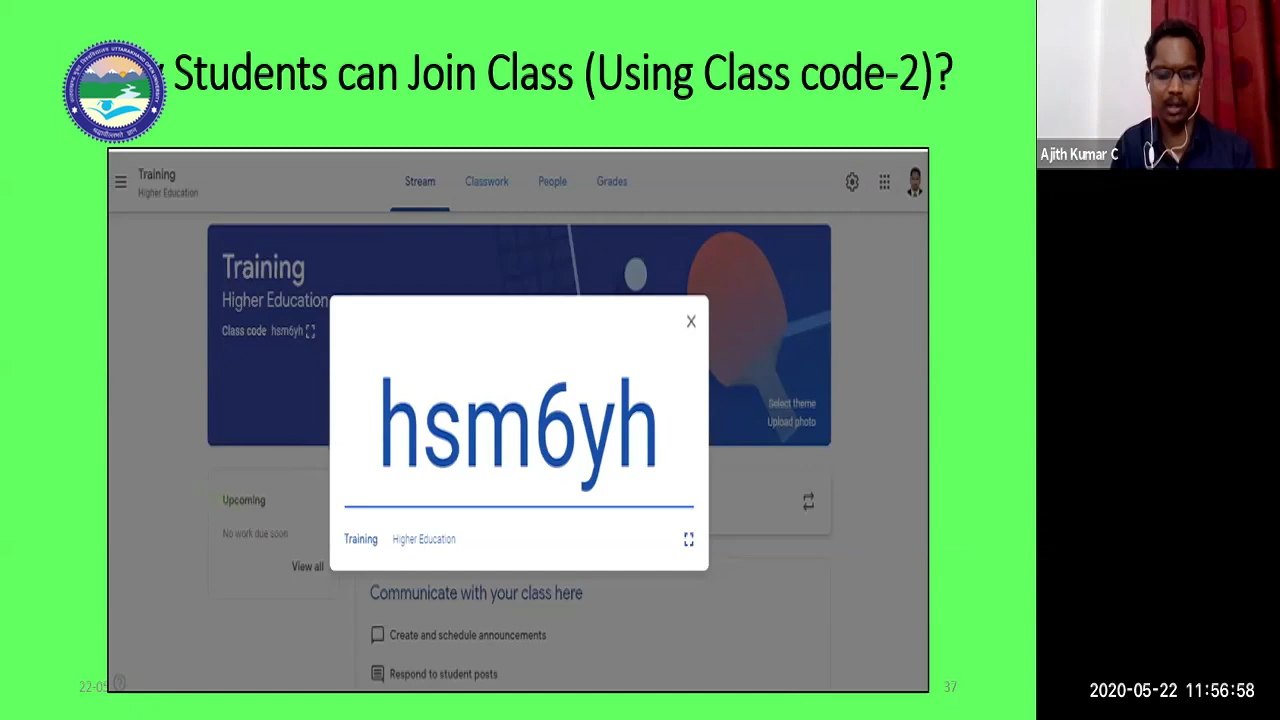 Students can Join Class (Using Class code-2)?
Ajith Kumar C
Training
Higher Education
Stream Classwork People Grades
Training
Higher Education
Class code hsm6yh
hsm6yh
Training Higher Education
Select theme
Upload photo
Upcoming
No work due soon
View all
Communicate with your class here
Create and schedule announcements
Respond to student posts
37
2020-05-22 11:56:58